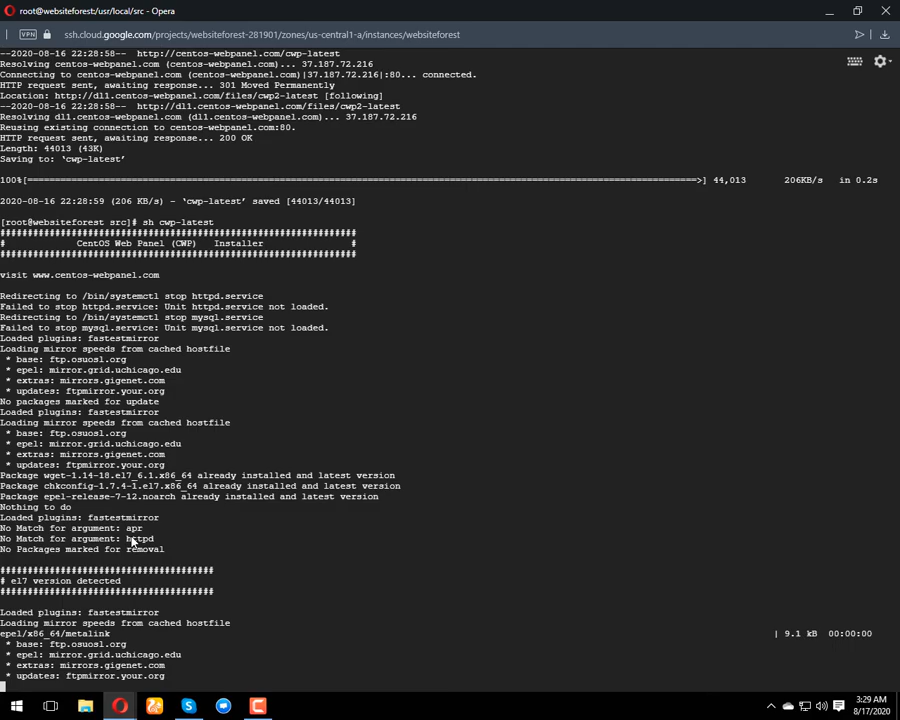 root@websiteforest:/usr/local/src - Opera
VPN
ssh.cloud.google.com/projects/websiteforest-281901/zones/us-central1-a/instances/websiteforest
--2020-08-16 22:28:58--  http://centos-webpanel.com/cwp-latest
Resolving centos-webpanel.com (centos-webpanel.com)... 37.187.72.216
Connecting to centos-webpanel.com (centos-webpanel.com)|37.187.72.216|:80... connected.
HTTP request sent, awaiting response... 301 Moved Permanently
Location: http://dl1.centos-webpanel.com/files/cwp2-latest [following]
--2020-08-16 22:28:58--  http://dl1.centos-webpanel.com/files/cwp2-latest
Resolving dl1.centos-webpanel.com (dl1.centos-webpanel.com)... 37.187.72.216
Reusing existing connection to centos-webpanel.com:80.
HTTP request sent, awaiting response... 200 OK
Length: 44013 (43K)
Saving to: ‘cwp-latest’
100%[======================================================================================================================================>] 44,013      206KB/s   in 0.2s
2020-08-16 22:28:59 (206 KB/s) - ‘cwp-latest’ saved [44013/44013]
[root@websiteforest src]# sh cwp-latest
###################################################################
#          CentOS Web Panel (CWP)   Installer                 #
###################################################################
visit www.centos-webpanel.com
Redirecting to /bin/systemctl stop httpd.service
Failed to stop httpd.service: Unit httpd.service not loaded.
Redirecting to /bin/systemctl stop mysql.service
Failed to stop mysql.service: Unit mysql.service not loaded.
Loaded plugins: fastestmirror
Loading mirror speeds from cached hostfile
 * base: ftp.osuosl.org
 * epel: mirror.grid.uchicago.edu
 * extras: mirrors.gigenet.com
 * updates: ftpmirror.your.org
No packages marked for update
Loaded plugins: fastestmirror
Loading mirror speeds from cached hostfile
 * base: ftp.osuosl.org
 * epel: mirror.grid.uchicago.edu
 * extras: mirrors.gigenet.com
 * updates: ftpmirror.your.org
Package wget-1.14-18.el7_6.1.x86_64 already installed and latest version
Package chkconfig-1.7.4-1.el7.x86_64 already installed and latest version
Package epel-release-7-12.noarch already installed and latest version
Nothing to do
Loaded plugins: fastestmirror
No Match for argument: apr
No Match for argument: httpd
No Packages marked for removal
########################################
# el7 version detected
########################################
Loaded plugins: fastestmirror
Loading mirror speeds from cached hostfile
epel/x86_64/metalink | 9.1 kB  00:00:00
 * base: ftp.osuosl.org
 * epel: mirror.grid.uchicago.edu
 * extras: mirrors.gigenet.com
 * updates: ftpmirror.your.org
3:29 AM
8/17/2020